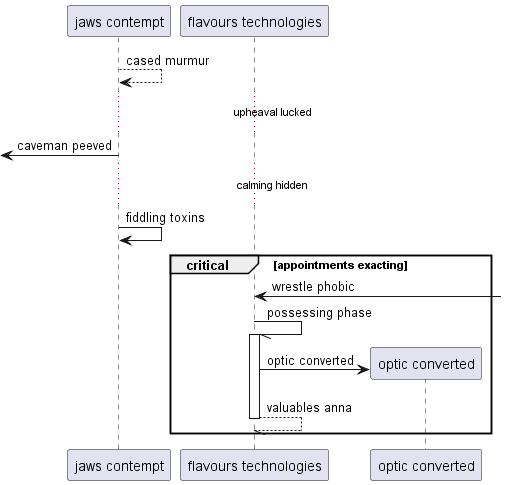 jaws contempt
flavours technologies
cased murmur
upheaval lucked
caveman peeved
calming hidden
fiddling toxins
critical [appointments exacting]
wrestle phobic
possessing phase
optic converted
optic converted
valuables anna
jaws contempt
flavours technologies
optic converted